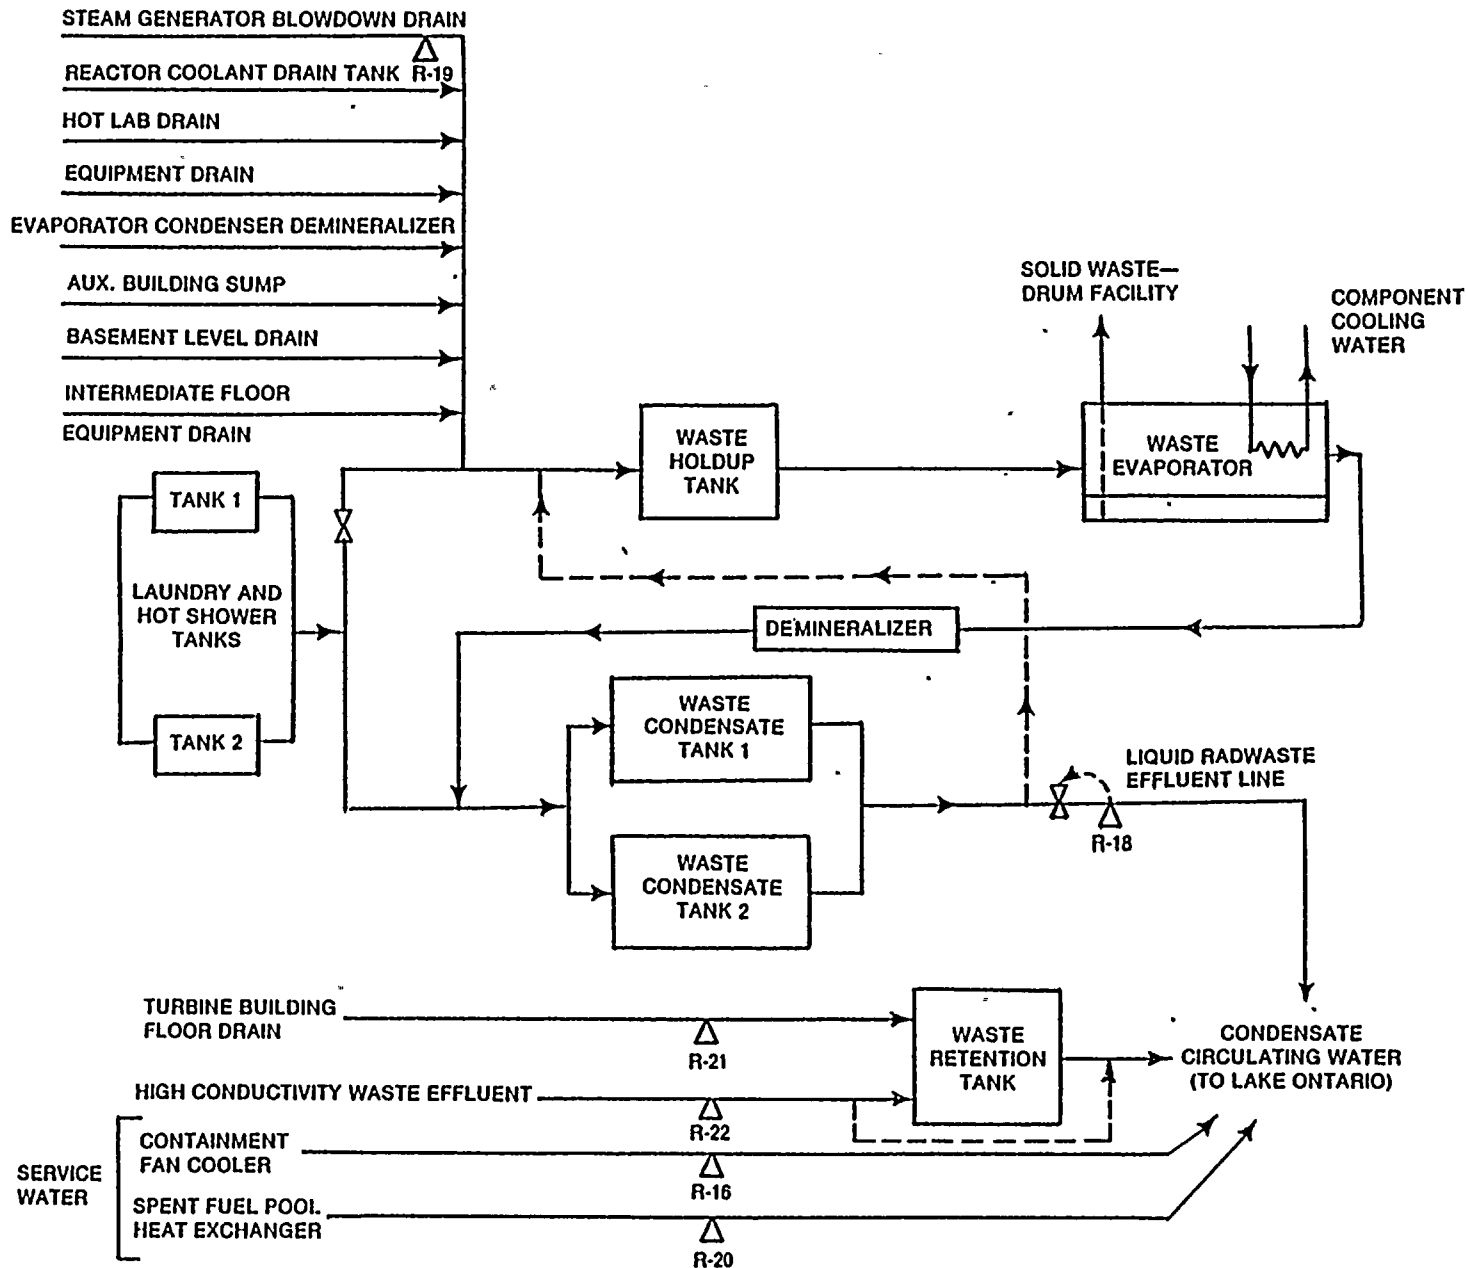 STEAM GENERATOR BLOWDOWN DRAIN
R-19
REACTOR COOLANT DRAIN TANK
HOT LAB DRAIN
EQUIPMENT DRAIN
EVAPORATOR CONDENSER DEMINERALIZER
AUX. BUILDING SUMP
BASEMENT LEVEL DRAIN
INTERMEDIATE FLOOR
EQUIPMENT DRAIN
SOLID WASTE—
DRUM FACILITY
COMPONENT
COOLING
WATER
WASTE
HOLDUP
TANK
WASTE
EVAPORATOR
TANK 1
LAUNDRY AND
HOT SHOWER
TANKS
TANK 2
DEMINERALIZER
WASTE
CONDENSATE
TANK 1
WASTE
CONDENSATE
TANK 2
LIQUID RADWASTE
EFFLUENT LINE
R-18
TURBINE BUILDING
FLOOR DRAIN
R-21
WASTE
RETENTION
TANK
CONDENSATE
CIRCULATING WATER
(TO LAKE ONTARIO)
HIGH CONDUCTIVITY WASTE EFFLUENT
R-22
SERVICE
WATER
CONTAINMENT
FAN COOLER
R-16
SPENT FUEL POOL
HEAT EXCHANGER
R-20